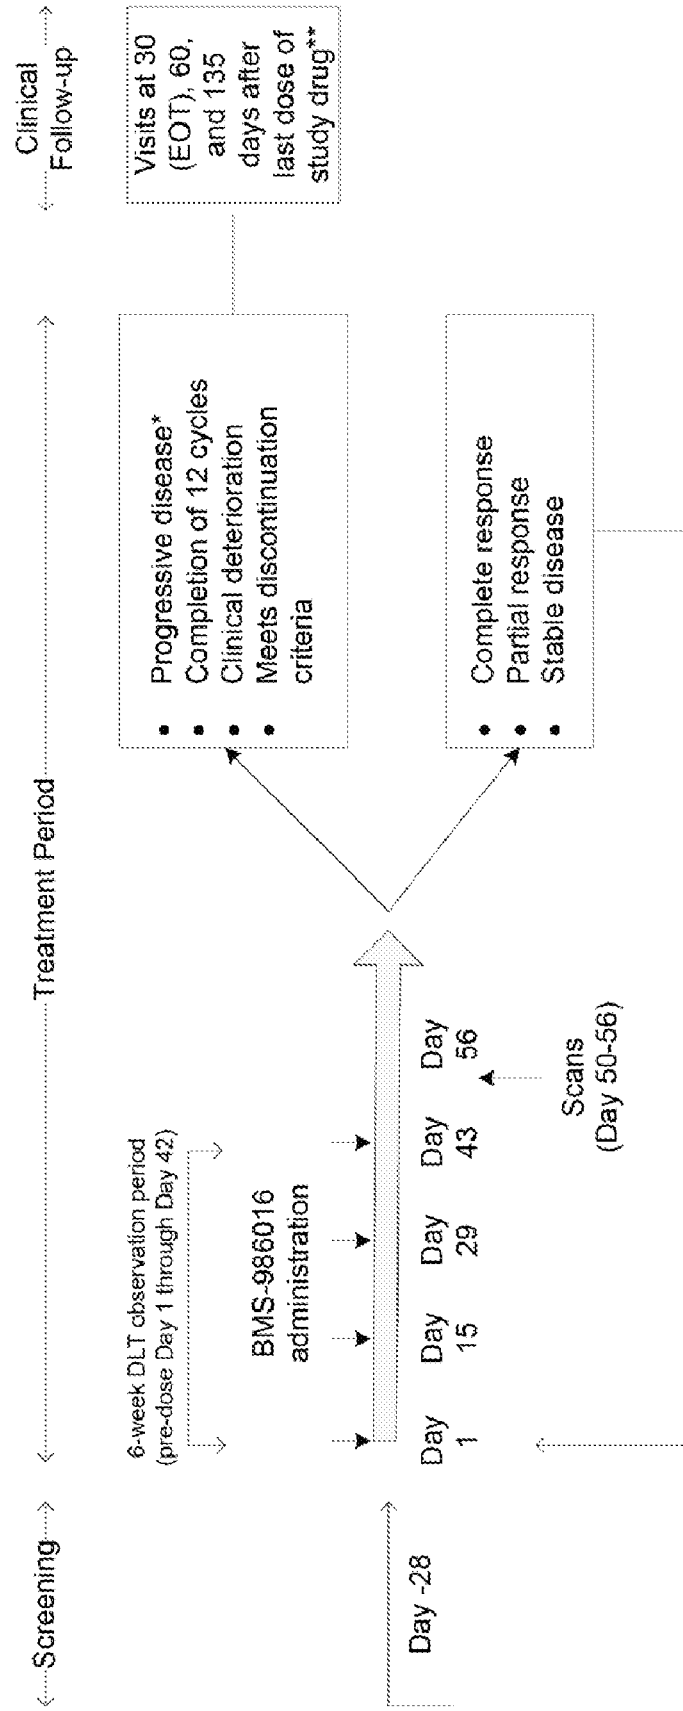 Screening
Treatment Period
Clinical
Follow-up
6-week DLT observation period
(pre-dose Day 1 through Day 42)
BMS-986016
administration
Day -28
Day
1
Day
15
Day
29
Day
43
Day
56
Scans
(Day 50-56)
• Progressive disease*
• Completion of 12 cycles
• Clinical deterioration
• Meets discontinuation
criteria
• Complete response
• Partial response
• Stable disease
Visits at 30
(EOT), 60,
and 135
days after
last dose of
study drug**